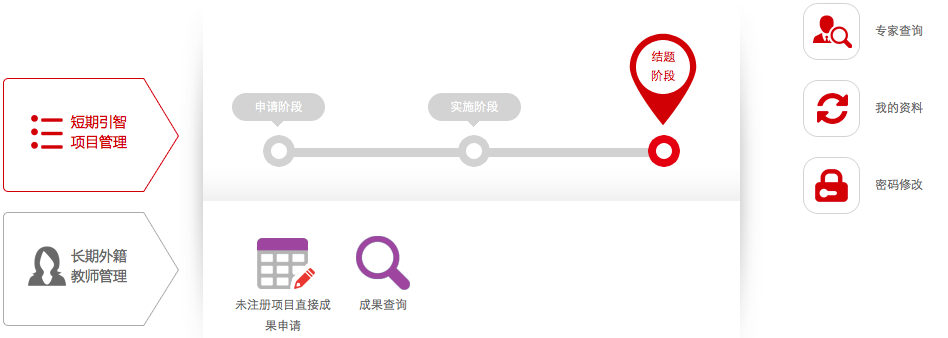 短期引智
项目管理
长期外籍
教师管理
申请阶段
实施阶段
结题
阶段
未注册项目直接成
果申请
成果查询
专家查询
我的资料
密码修改